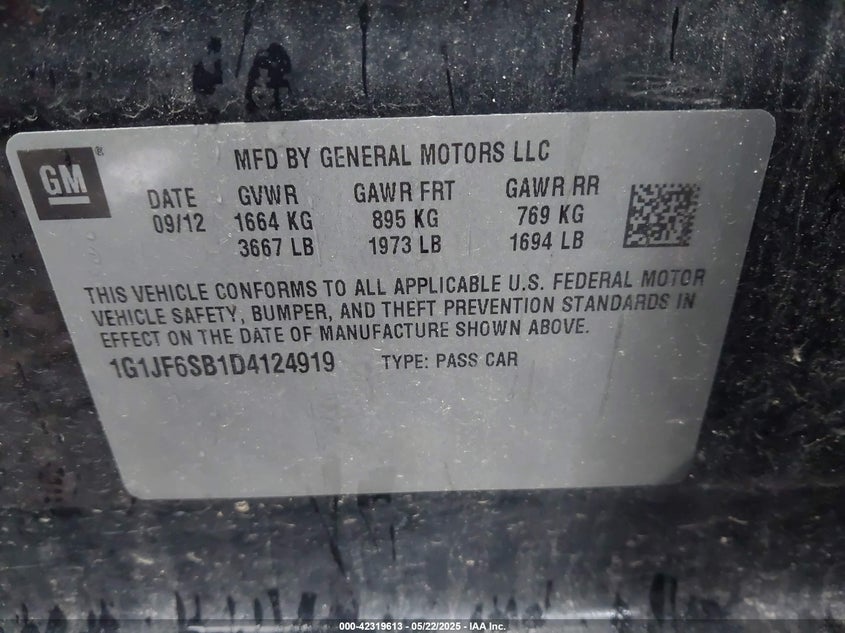 GM
®
MFD BY GENERAL MOTORS LLC
DATE GVWR GAWR FRT GAWR RR
09/12 1664 KG 895 KG 769 KG
3667 LB 1973 LB 1694 LB
THIS VEHICLE CONFORMS TO ALL APPLICABLE U.S. FEDERAL MOTOR
VEHICLE SAFETY, BUMPER, AND THEFT PREVENTION STANDARDS IN
EFFECT ON THE DATE OF MANUFACTURE SHOWN ABOVE.
1G1JF6SB1D4124919 TYPE: PASS CAR
000-42319613 - 05/22/2025 - IAA Inc.